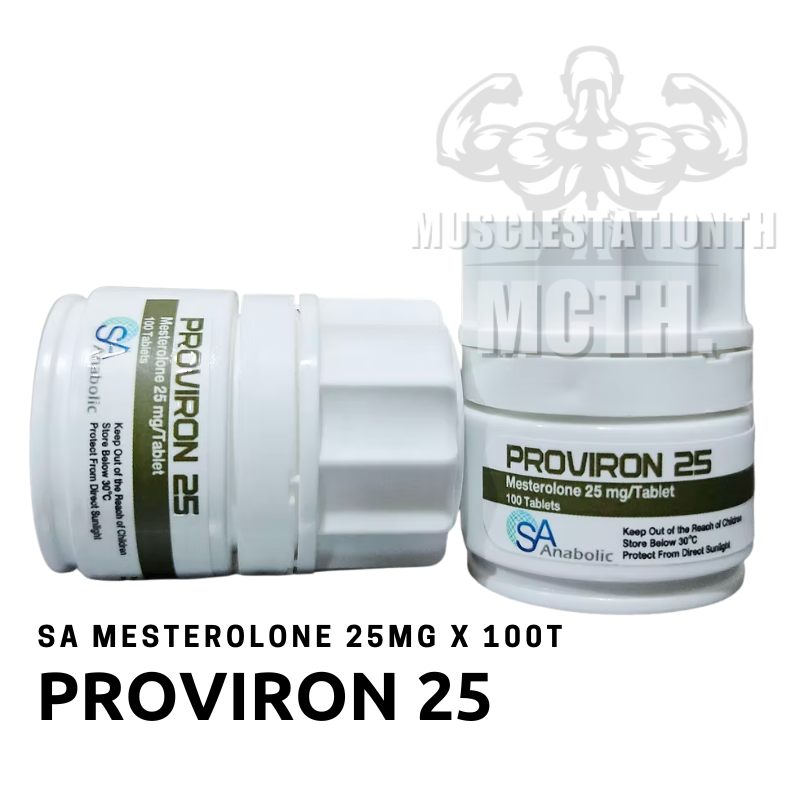 MUSCLESTATIONTH
MCTH.
PROVIRON 25
Mesterolone 25 mg/Tablet
100 Tablets
SA
Anabolic
Keep Out of the Reach of Children
Store Below 30°C
Protect From Direct Sunlight
PROVIRON 25
Mesterolone 25 mg/Tablet
100 Tablets
SA
Anabolic
Keep Out of the Reach of Children
Store Below 30°C
Protect From Direct Sunlight
SA MESTEROLONE 25MG X 100T
PROVIRON 25